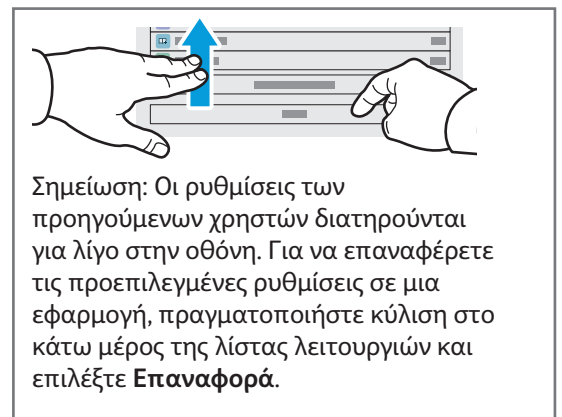 Σημείωση: Οι ρυθμίσεις των
προηγούμενων χρηστών διατηρούνται
για λίγο στην οθόνη. Για να επαναφέρετε
τις προεπιλεγμένες ρυθμίσεις σε μια
εφαρμογή, πραγματοποιήστε κύλιση στο
κάτω μέρος της λίστας λειτουργιών και
επιλέξτε Επαναφορά.